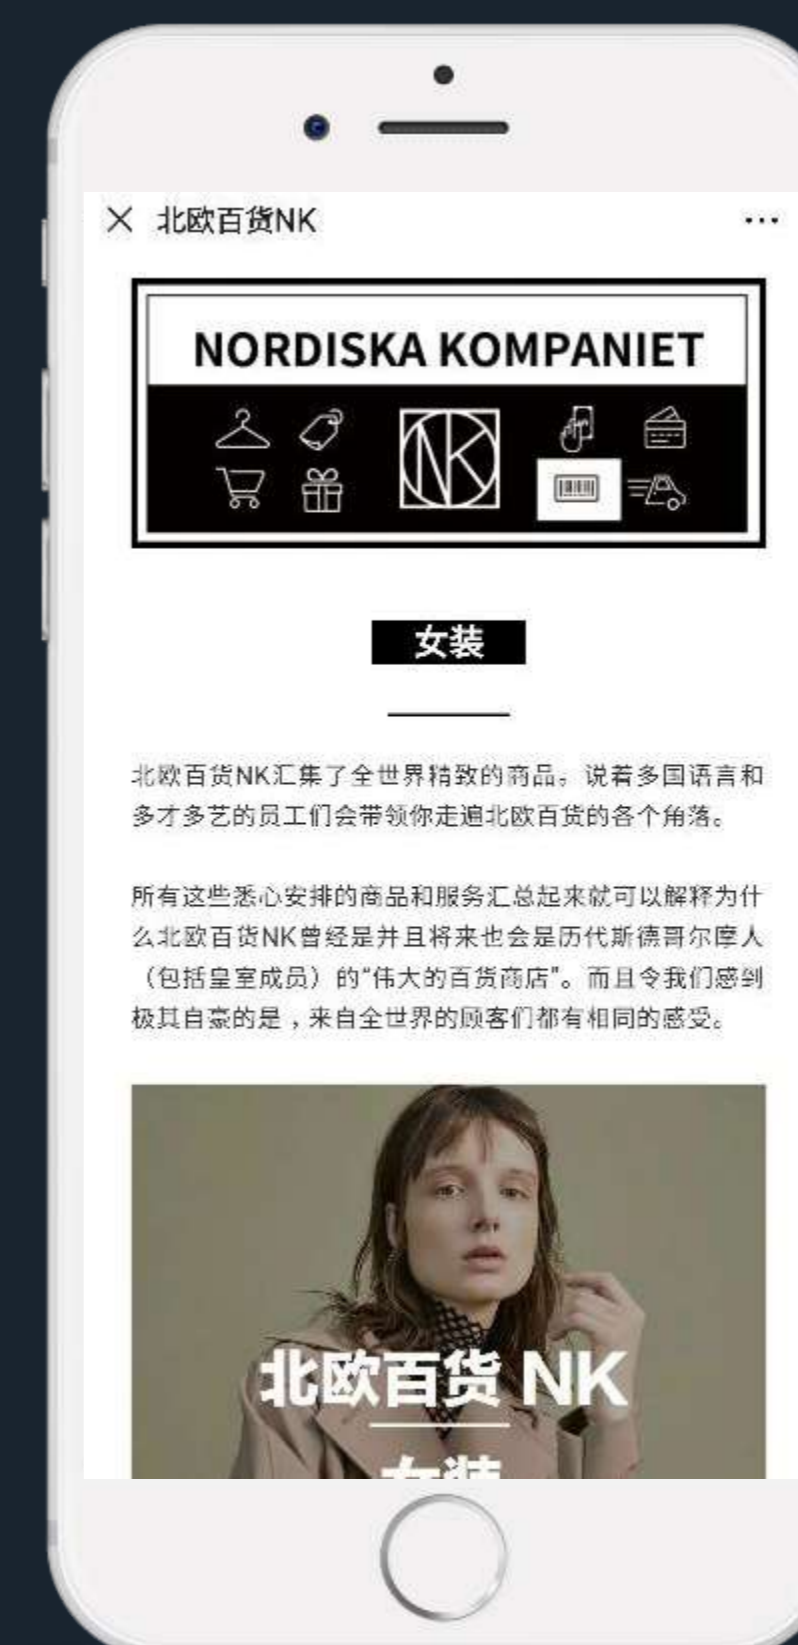 北欧百货NK
NORDISKA KOMPANIET
NK
女装
北欧百货NK汇集了全世界精致的商品。说着多国语言和
多才多艺的员工们会带领你走遍北欧百货的各个角落。
所有这些悉心安排的商品和服务汇总起来就可以解释为什
么北欧百货NK曾经是并且将来也会是历代斯德哥尔摩人
（包括皇室成员）的“伟大的百货商店”。而且令我们感到
极其自豪的是，来自全世界的顾客们都有相同的感受。
北欧百货 NK
女装